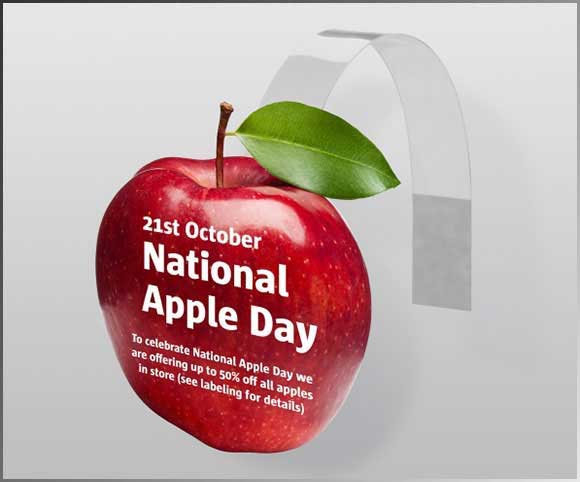 21st October
National
Apple Day
To celebrate National Apple Day we
are offering up to 50% off all apples
in store (see labeling for details)